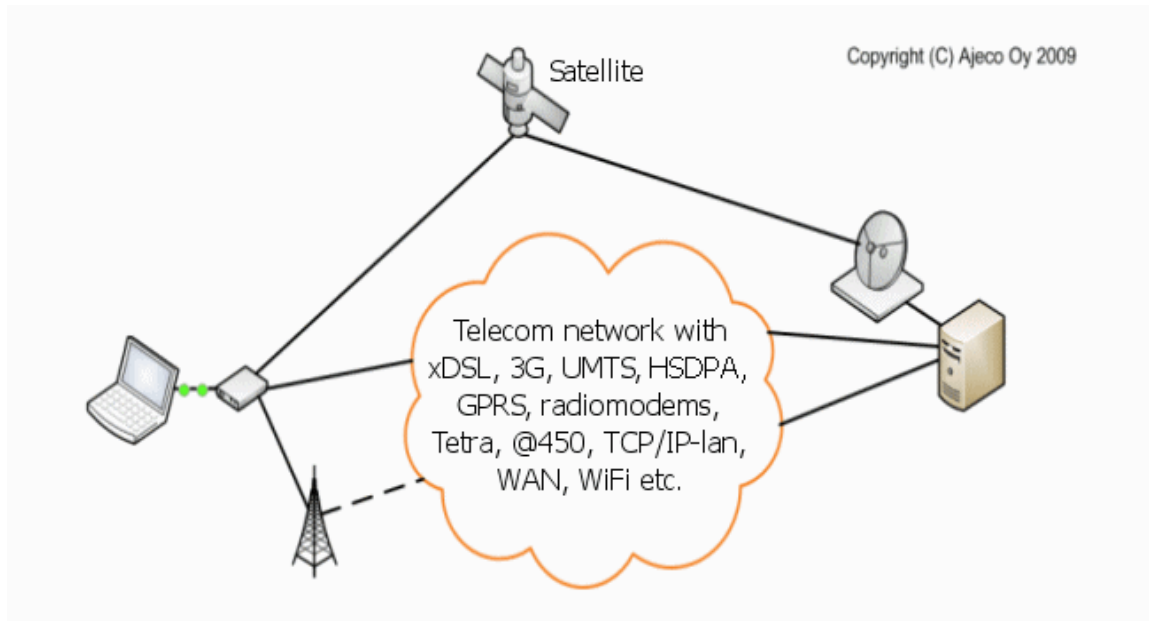 Satellite
Copyright (C) Ajeco Oy 2009
Telecom network with
xDSL, 3G, UMTS, HSDPA,
GPRS, radiomodems,
Tetra, @450, TCP/IP-lan,
WAN, WiFi etc.